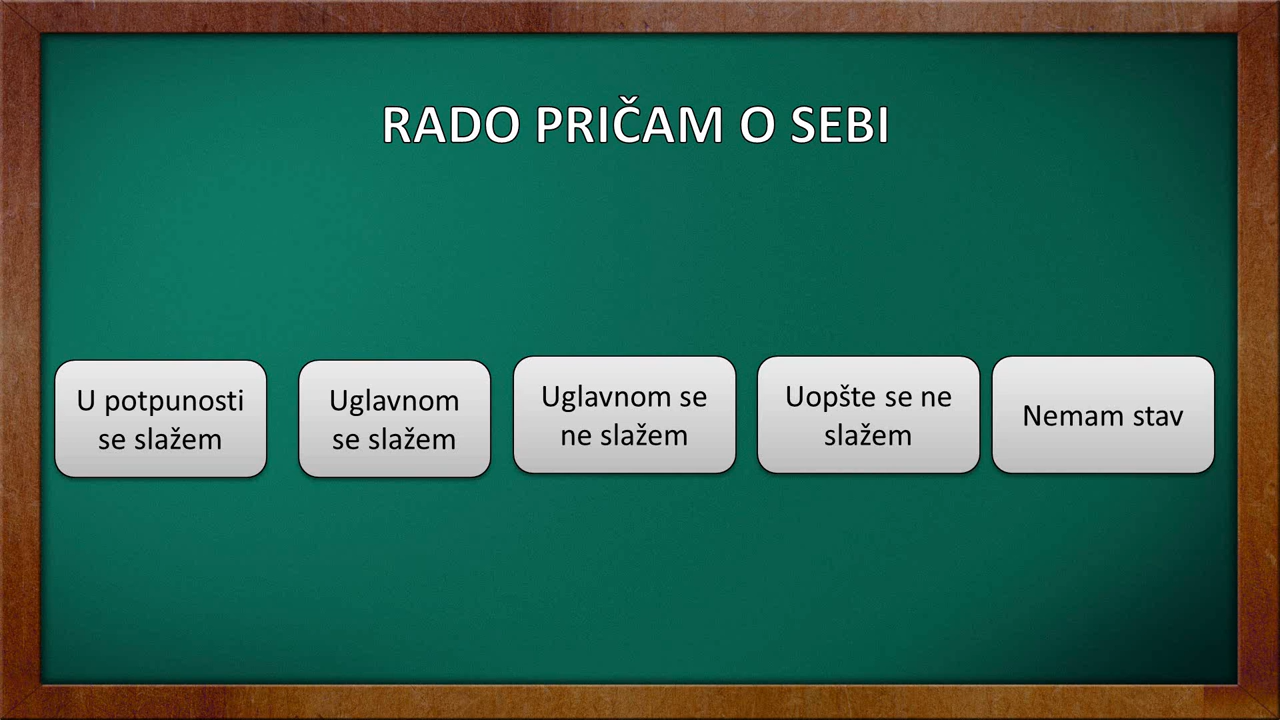 RADO PRIČAM O SEBI
U potpunosti
se slažem
Uglavnom
se slažem
Uglavnom se
ne slažem
Uopšte se ne
slažem
Nemam stav